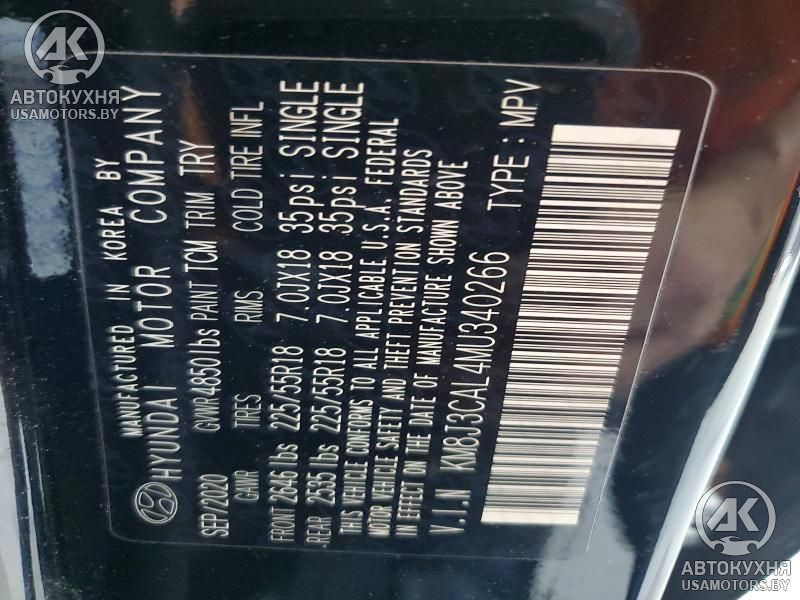 АВТОКУХНЯ
USAMOTORS.BY
MANUFACTURED IN KOREA BY
HYUNDAI MOTOR COMPANY
SEP/2020 GVWR 4850 lbs PAINT TCM TRIM TRY
GAWR TIRES RMS COLD TIRE INFL
FRONT 2646 lbs 225/55R18 7.0JX18 35psi SINGLE
REAR 2535 lbs 225/55R18 7.0JX18 35psi SINGLE
THIS VEHICLE CONFORMS TO ALL APPLICABLE U.S.A. FEDERAL
MOTOR VEHICLE SAFETY AND THEFT PREVENTION STANDARDS
IN EFFECT ON THE DATE OF MANUFACTURE SHOWN ABOVE
V.I.N KM8J3CAL4MU340266 TYPE : MPV
АВТОКУХНЯ
USAMOTORS.BY